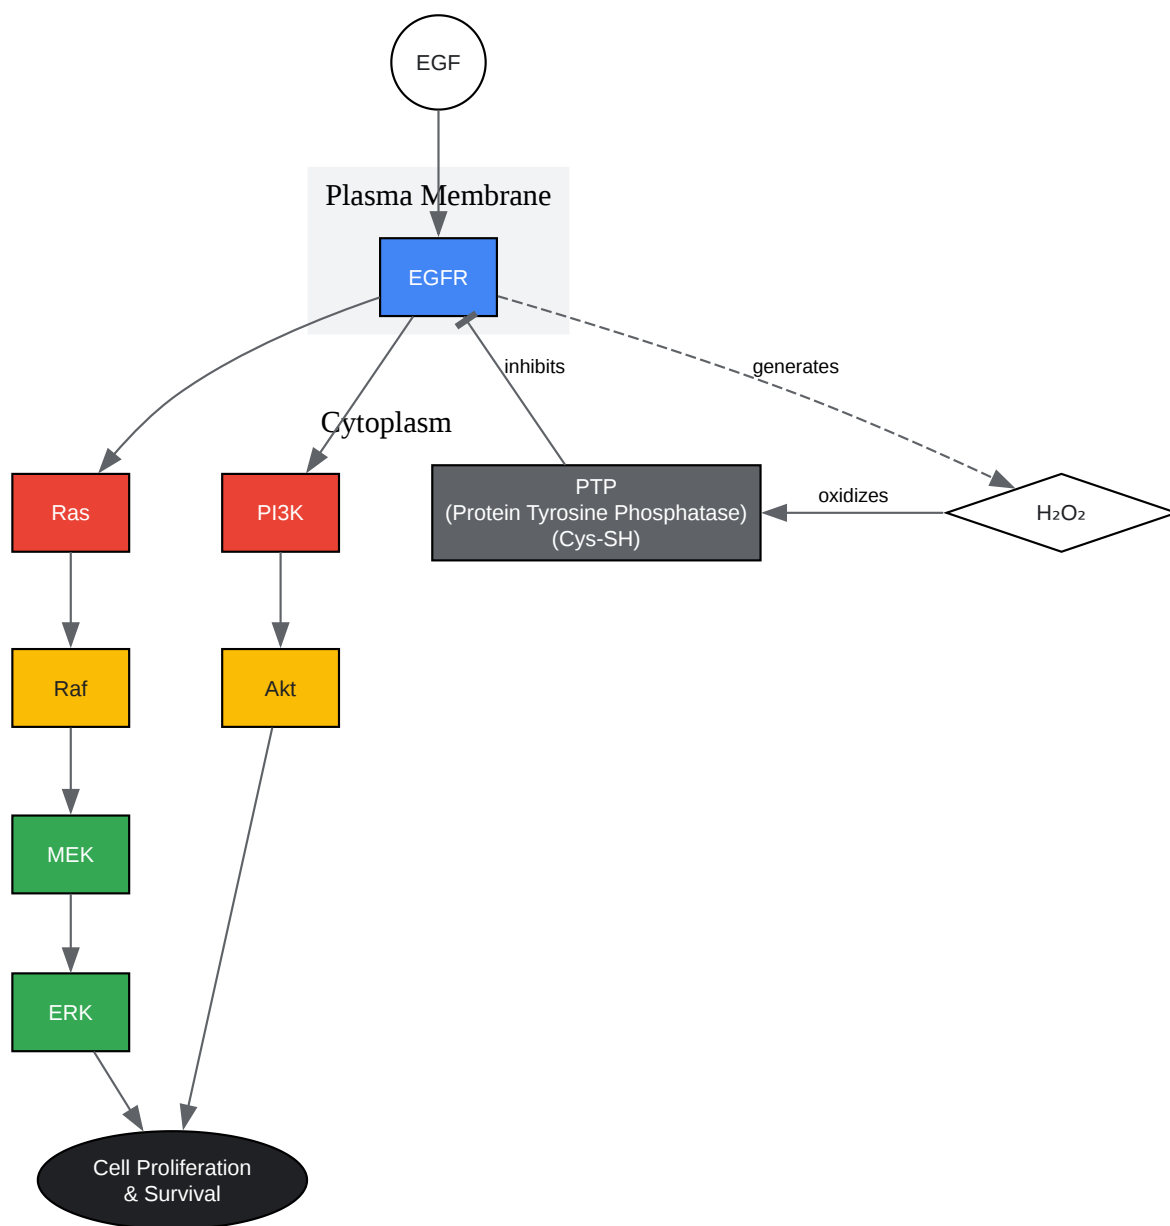 EGF
Plasma Membrane
EGFR
inhibits
generates
Cytoplasm
Ras
PI3K
PTP
(Protein Tyrosine Phosphatase)
(Cys-SH)
oxidizes
H₂O₂
Raf
Akt
MEK
ERK
Cell Proliferation
& Survival